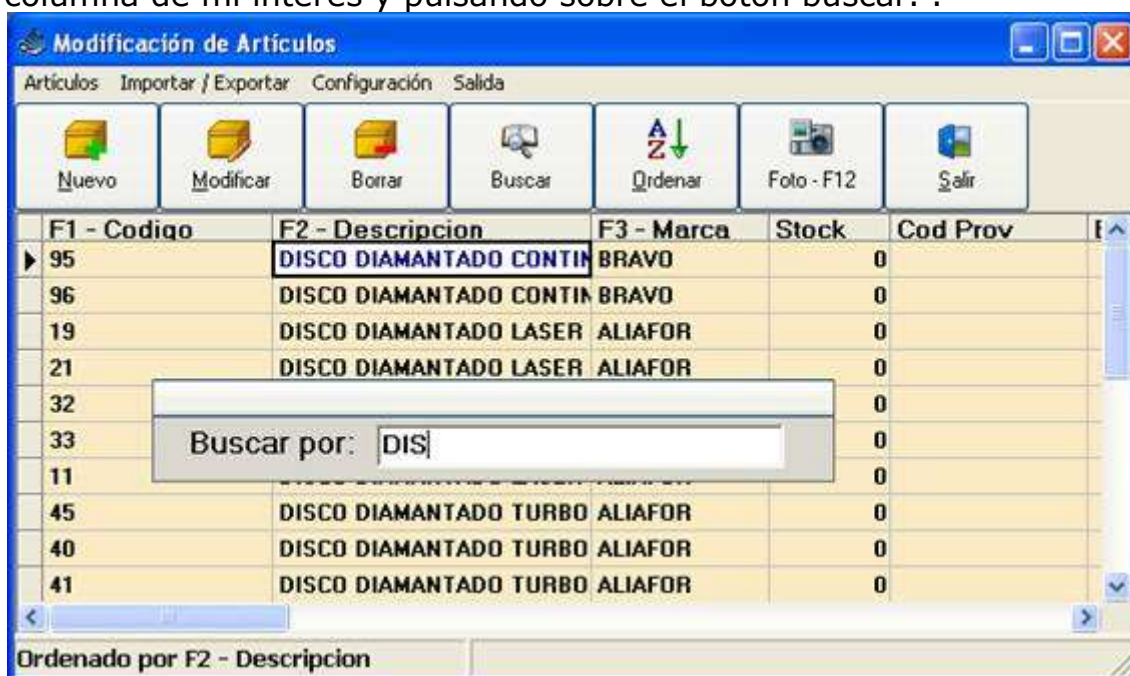 columna de mi interés y pulsando sobre el botón buscar. .
Modificación de Artículos
Artículos Importar / Exportar Configuración Salida
Nuevo Modificar Borrar Buscar Ordenar Foto - F12 Salir
F1 - Codigo F2 - Descripcion F3 - Marca Stock Cod Prov
95 DISCO DIAMANTADO CONTIN BRAVO 0
96 DISCO DIAMANTADO CONTIN BRAVO 0
19 DISCO DIAMANTADO LASER ALIAFOR 0
21 DISCO DIAMANTADO LASER ALIAFOR 0
32 0
33 0
Buscar por: DIS
11 0
45 DISCO DIAMANTADO TURBO ALIAFOR 0
40 DISCO DIAMANTADO TURBO ALIAFOR 0
41 DISCO DIAMANTADO TURBO ALIAFOR 0
Ordenado por F2 - Descripcion